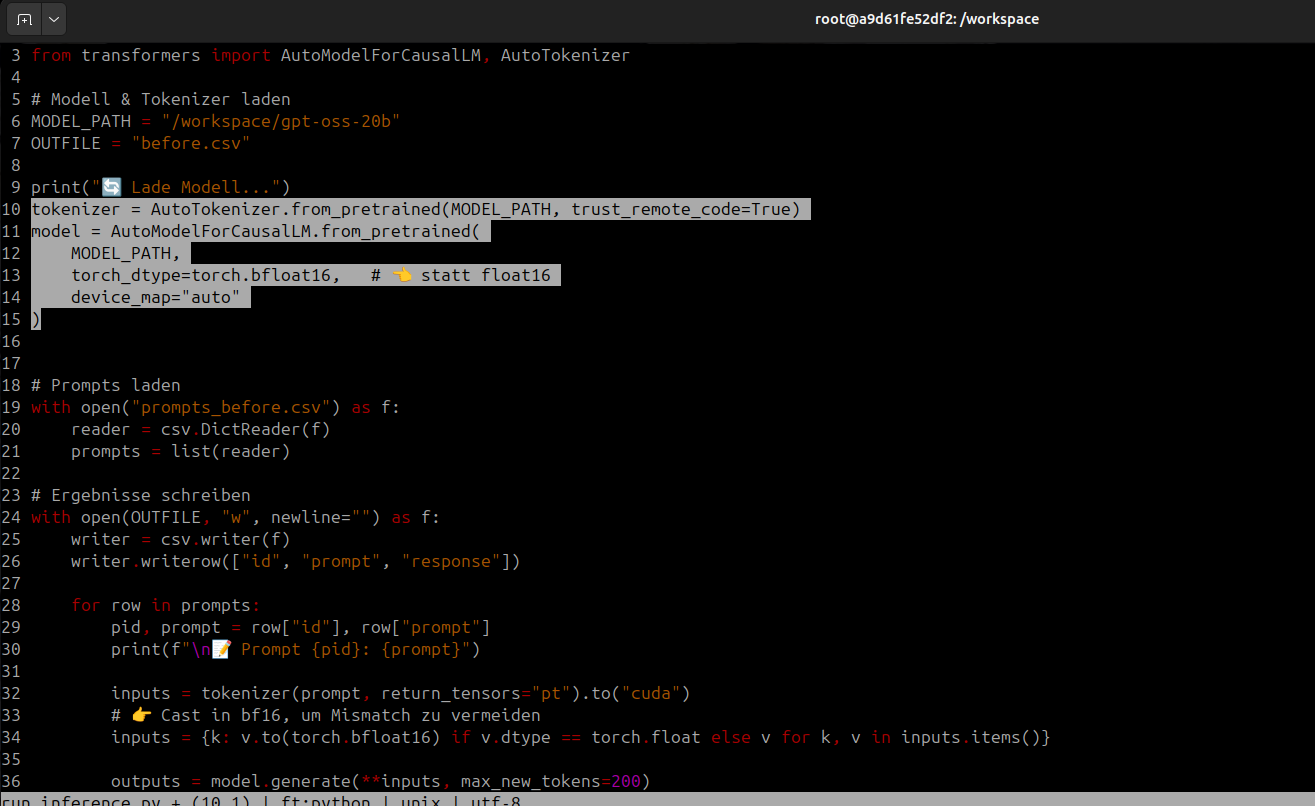 root@a9d61fe52df2: /workspace
3 from transformers import AutoModelForCausalLM, AutoTokenizer
4
5 # Modell & Tokenizer laden
6 MODEL_PATH = "/workspace/gpt-oss-20b"
7 OUTFILE = "before.csv"
8
9 print("🔄 Lade Modell...")
10 tokenizer = AutoTokenizer.from_pretrained(MODEL_PATH, trust_remote_code=True)
11 model = AutoModelForCausalLM.from_pretrained(
12     MODEL_PATH,
13     torch_dtype=torch.bfloat16,   # 👈 statt float16
14     device_map="auto"
15 )
16
17
18 # Prompts laden
19 with open("prompts_before.csv") as f:
20     reader = csv.DictReader(f)
21     prompts = list(reader)
22
23 # Ergebnisse schreiben
24 with open(OUTFILE, "w", newline="") as f:
25     writer = csv.writer(f)
26     writer.writerow(["id", "prompt", "response"])
27
28     for row in prompts:
29         pid, prompt = row["id"], row["prompt"]
30         print(f"\n📝 Prompt {pid}: {prompt}")
31
32         inputs = tokenizer(prompt, return_tensors="pt").to("cuda")
33         # 👉 Cast in bf16, um Mismatch zu vermeiden
34         inputs = {k: v.to(torch.bfloat16) if v.dtype == torch.float else v for k, v in inputs.items()}
35
36         outputs = model.generate(**inputs, max_new_tokens=200)
run_inference.py + (10,1) | ft:python | unix | utf-8